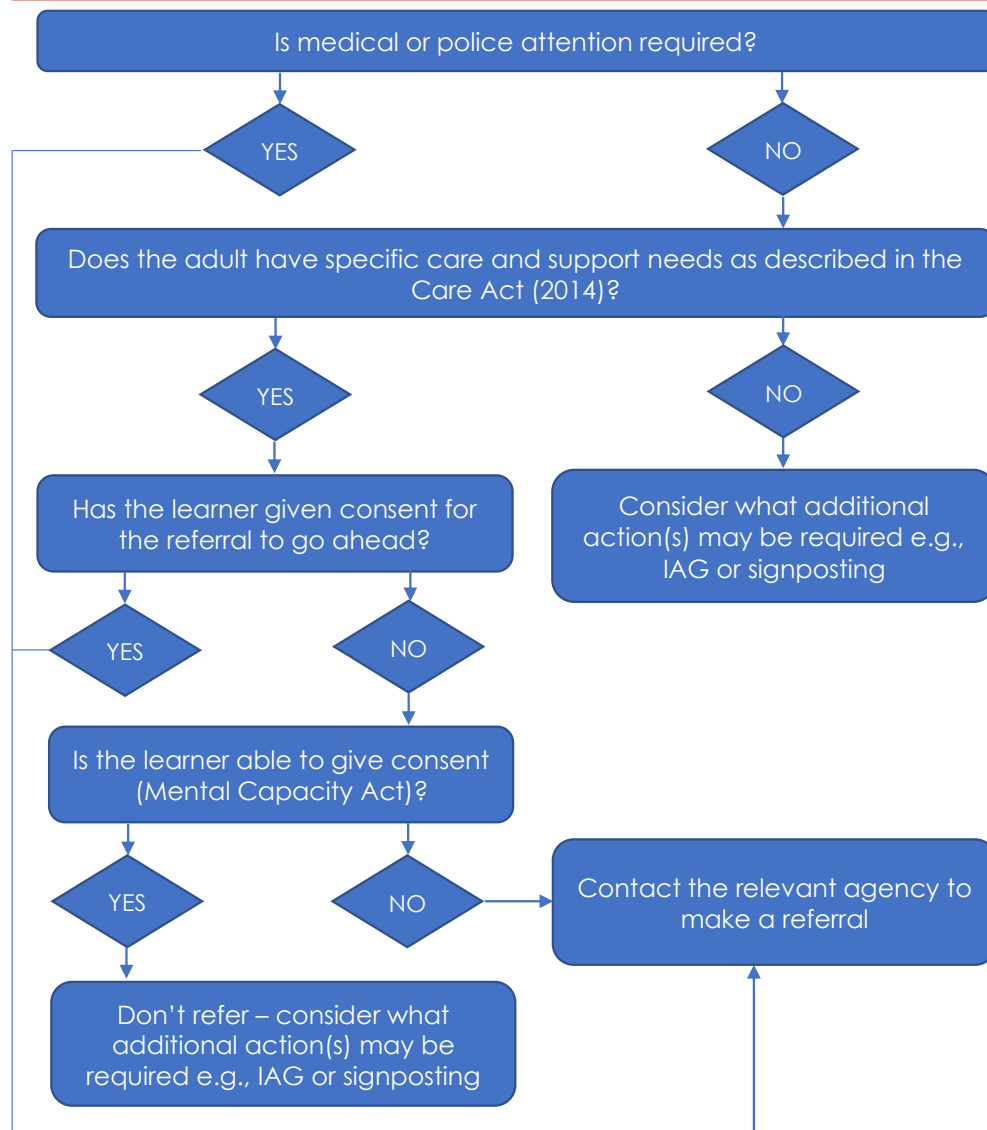 Is medical or police attention required?
YES
NO
Does the adult have specific care and support needs as described in the
Care Act (2014)?
YES
NO
Has the learner given consent for
the referral to go ahead?
Consider what additional
action(s) may be required e.g.,
IAG or signposting
YES
NO
Is the learner able to give consent
(Mental Capacity Act)?
YES
NO
Contact the relevant agency to
make a referral
Don’t refer – consider what
additional action(s) may be
required e.g., IAG or signposting